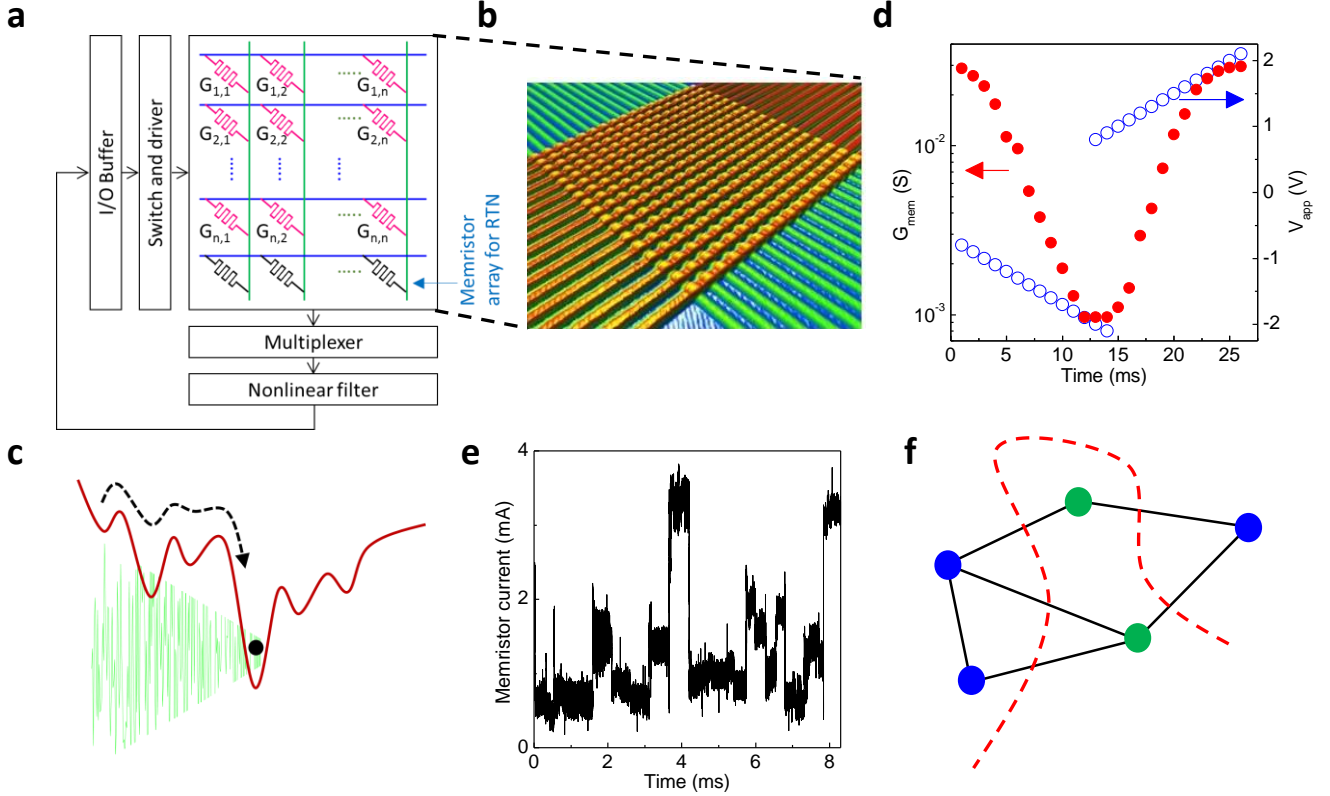 a
I/O Buffer
Switch and driver
G1,1 G1,2 G1,n
G2,1 G2,2 G2,n
Gn,1 Gn,2 Gn,n
Memristor
array for RTN
Multiplexer
Nonlinear filter
b
c
d
10⁻²
10⁻³
Gmem (S)
0 5 10 15 20 25
Time (ms)
2
1
0
-1
-2
Vapp (V)
e
4
2
0
Memristor current (mA)
0 2 4 6 8
Time (ms)
f